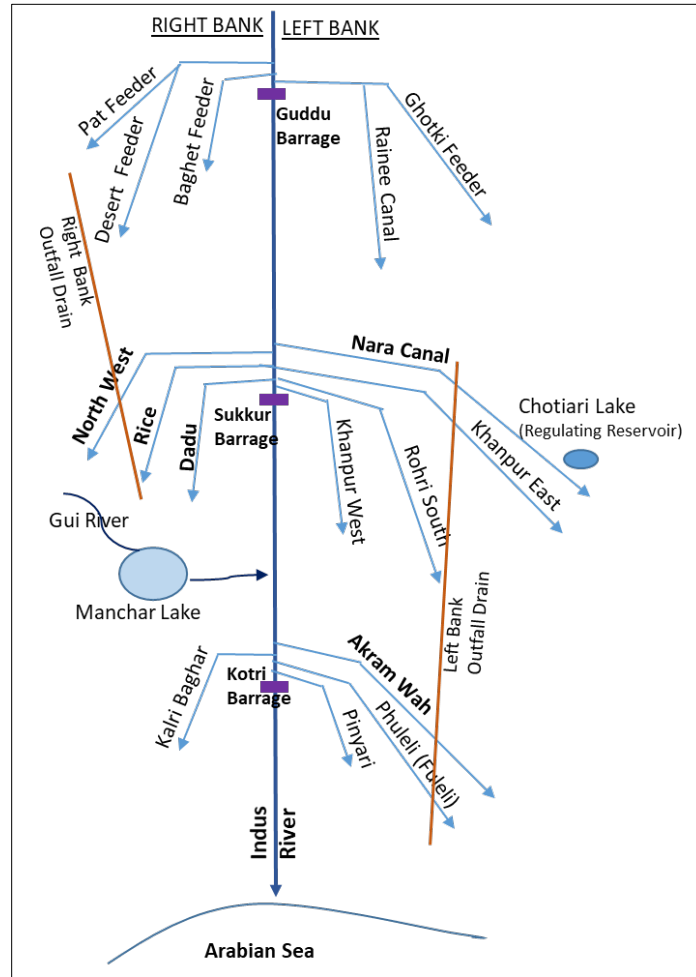 RIGHT BANK
LEFT BANK
Pat Feeder
Desert Feeder
Baghet Feeder
Guddu
Barrage
Rainee Canal
Ghotki Feeder
Right Bank
Outfall Drain
North West
Rice
Dadu
Sukkur
Barrage
Nara Canal
Khanpur West
Rohri South
Khanpur East
Chotiari Lake
(Regulating Reservoir)
Gui River
Manchar Lake
Left Bank
Outfall Drain
Kalri Baghar
Kotri
Barrage
Pinyari
Phuleli (Fuleli)
Akram Wah
Indus
River
Arabian Sea